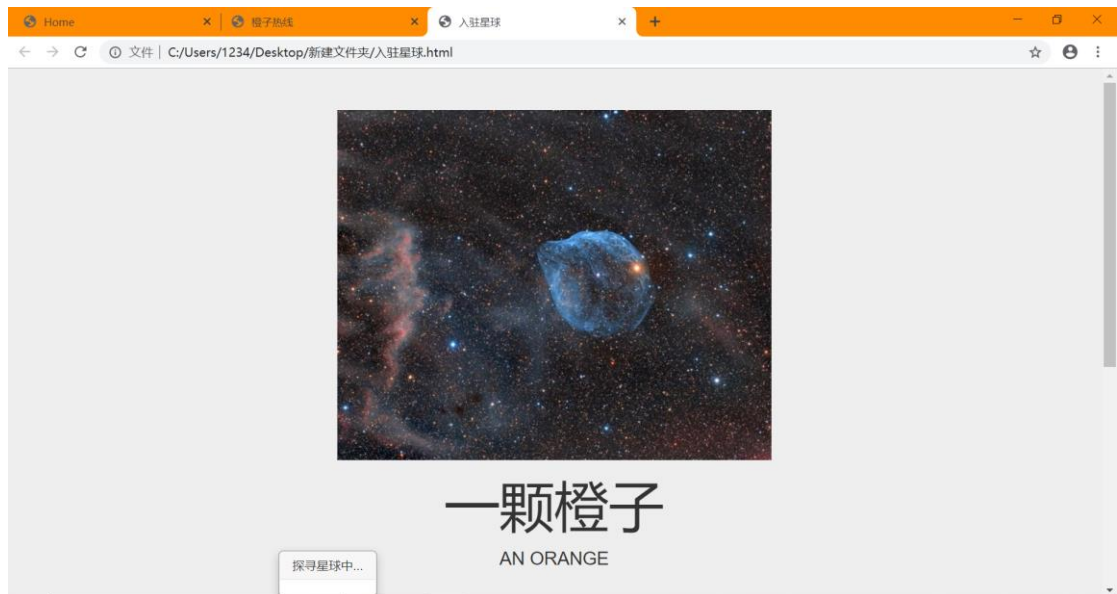 Home
橙子热线
入驻星球
文件 | C:/Users/1234/Desktop/新建文件夹/入驻星球.html
一颗橙子
AN ORANGE
探寻星球中...